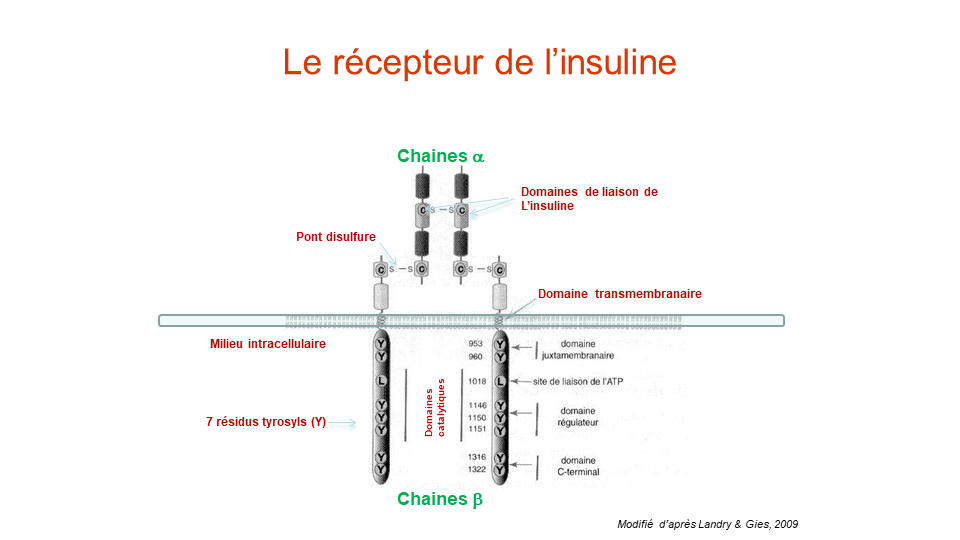 Le récepteur de l’insuline
Chaines α
Domaines de liaison de
L’insuline
C S – S C
Pont disulfure
C S – S C
C S – S C
Domaine transmembranaire
Milieu intracellulaire
Y 953 Y domaine
juxtamembranaire
Y 960 Y
L 1018 L site de liaison de l'ATP
Domaines
catalytiques
Y 1146 Y domaine
régulateur
7 résidus tyrosyls (Y)
Y 1150 Y
Y 1151 Y
Y 1316 Y domaine
C-terminal
Y 1322 Y
Chaines β
Modifié d’après Landry & Gies, 2009